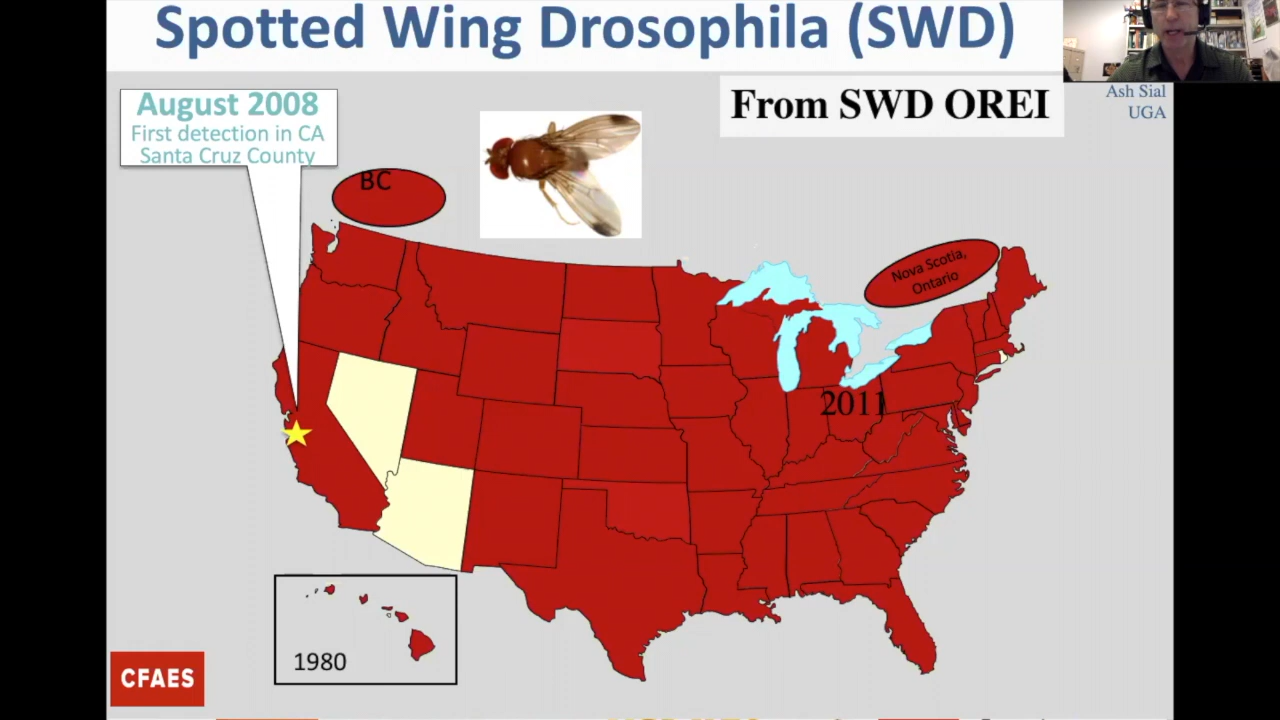 Spotted Wing Drosophila (SWD)
August 2008
First detection in CA
Santa Cruz County
From SWD OREI
Ash Sial
UGA
BC
Nova Scotia,
Ontario
2011
1980
CFAES